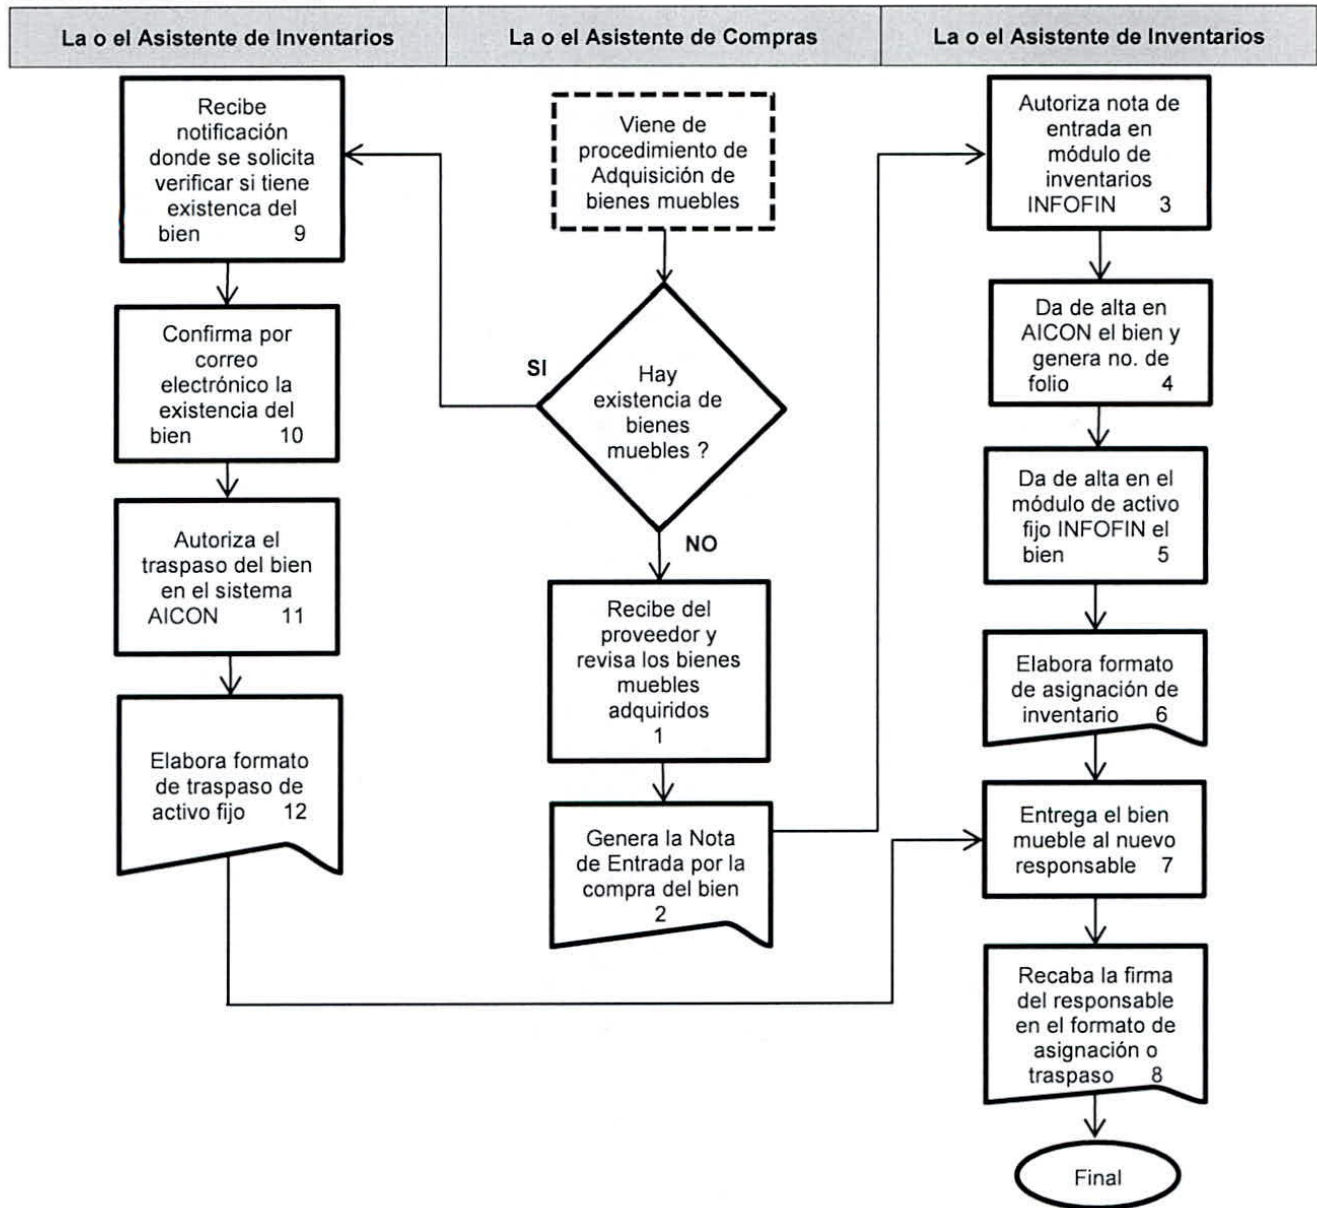 La o el Asistente de Inventarios
La o el Asistente de Compras
La o el Asistente de Inventarios
Recibe
notificación
donde se solicita
verificar si tiene
existenca del
bien 9
Confirma por
correo
electrónico la
existencia del
bien 10
Autoriza el
traspaso del bien
en el sistema
AICON 11
Elabora formato
de traspaso de
activo fijo 12
Viene de
procedimiento de
Adquisición de
bienes muebles
SI
Hay
existencia de
bienes
muebles ?
NO
Recibe del
proveedor y
revisa los bienes
muebles
adquiridos
1
Genera la Nota
de Entrada por la
compra del bien
2
Autoriza nota de
entrada en
módulo de
inventarios
INFOFIN 3
Da de alta en
AICON el bien y
genera no. de
folio 4
Da de alta en el
módulo de activo
fijo INFOFIN el
bien 5
Elabora formato
de asignación de
inventario 6
Entrega el bien
mueble al nuevo
responsable 7
Recaba la firma
del responsable
en el formato de
asignación o
traspaso 8
Final